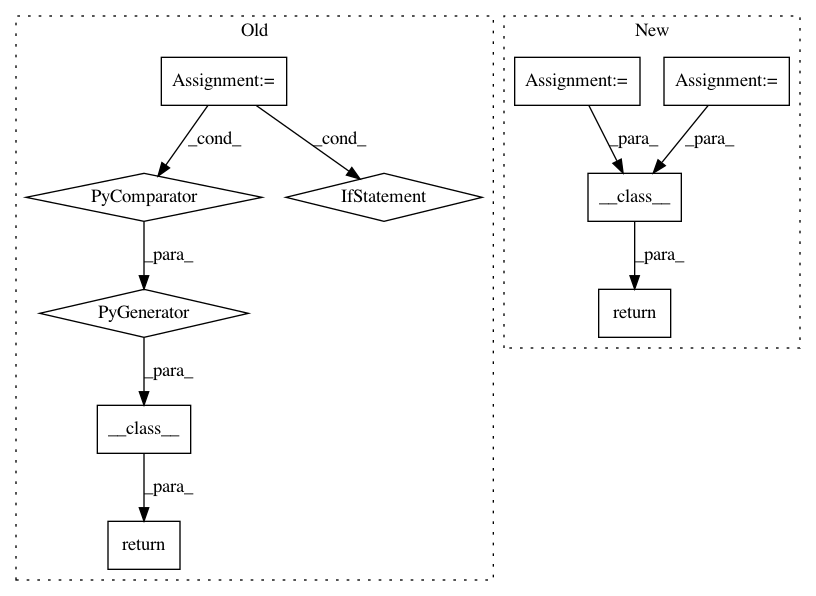 Old
New
Assignment:=
Assignment:=
Assignment:=
_cond_
_cond_
_para_
_para_
PyComparator
IfStatement
__class__
_para_
_para_
PyGenerator
return
_para_
__class__
_para_
return